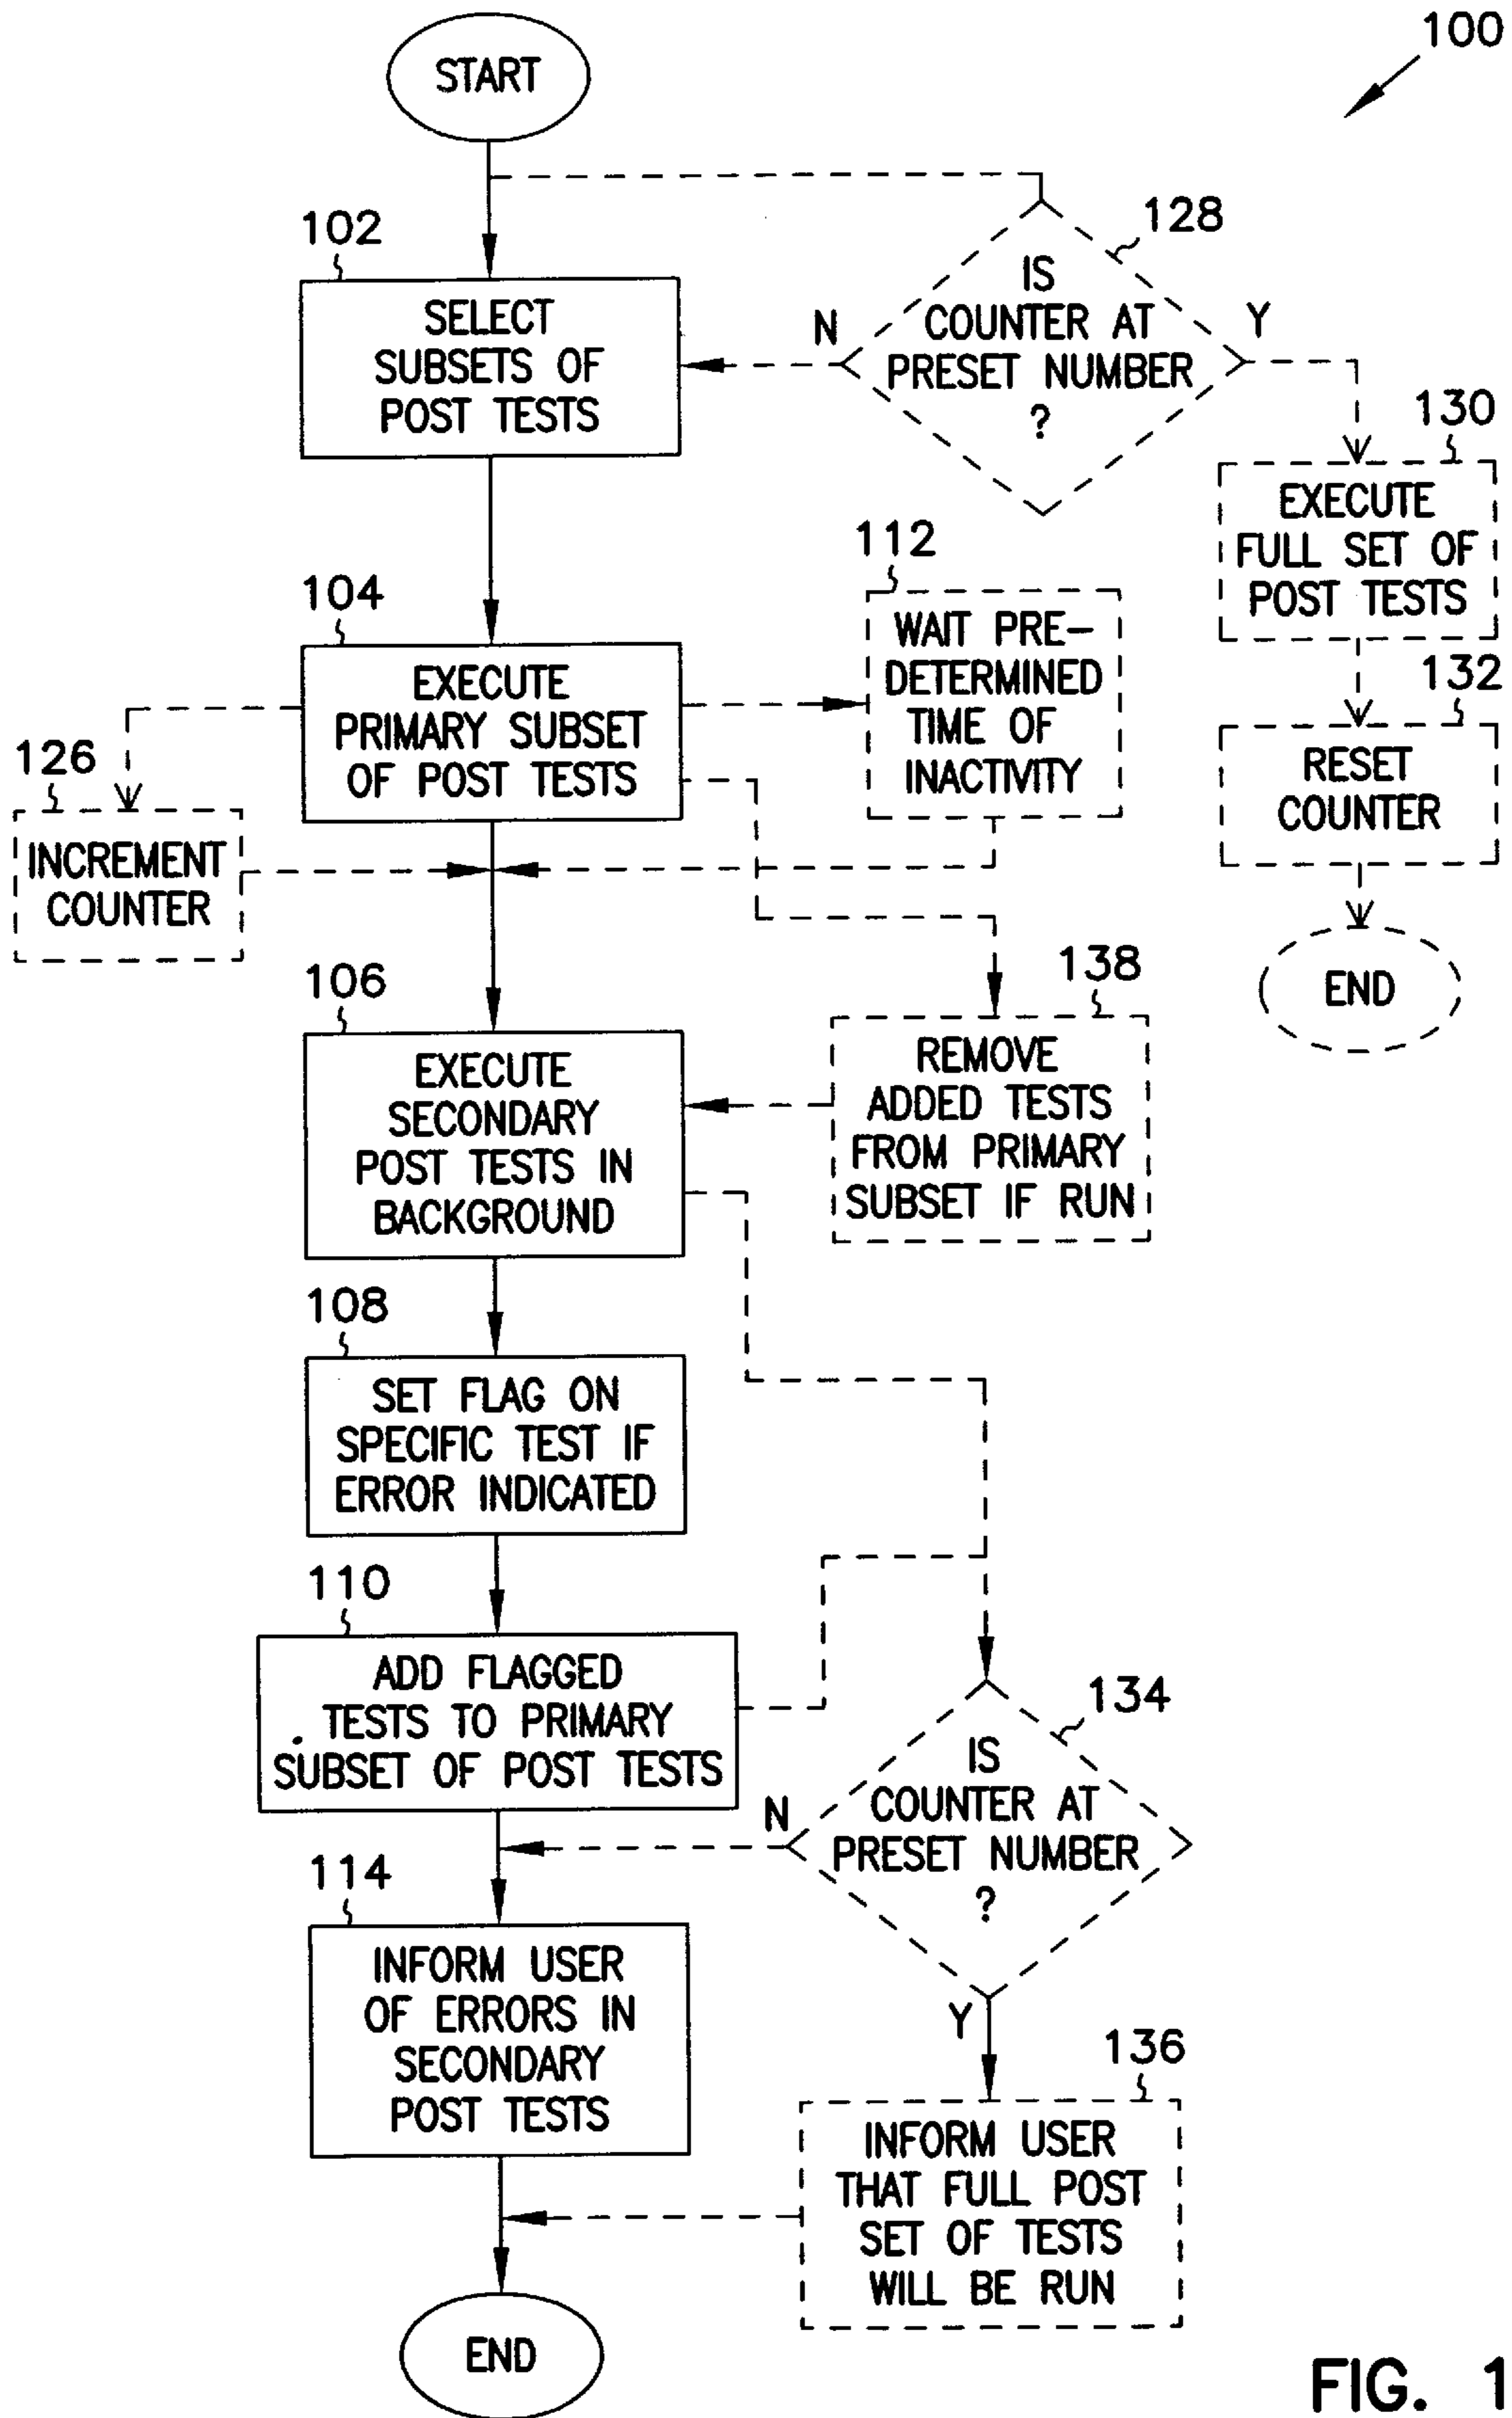 100
START
102
SELECT
SUBSETS OF
POST TESTS
128
IS
COUNTER AT
PRESET NUMBER
?
N
Y
130
EXECUTE
FULL SET OF
POST TESTS
132
RESET
COUNTER
END
104
EXECUTE
PRIMARY SUBSET
OF POST TESTS
112
WAIT PRE-
DETERMINED
TIME OF
INACTIVITY
126
INCREMENT
COUNTER
106
EXECUTE
SECONDARY
POST TESTS IN
BACKGROUND
138
REMOVE
ADDED TESTS
FROM PRIMARY
SUBSET IF RUN
108
SET FLAG ON
SPECIFIC TEST IF
ERROR INDICATED
110
ADD FLAGGED
TESTS TO PRIMARY
SUBSET OF POST TESTS
134
IS
COUNTER AT
PRESET NUMBER
?
N
Y
114
INFORM USER
OF ERRORS IN
SECONDARY
POST TESTS
136
INFORM USER
THAT FULL POST
SET OF TESTS
WILL BE RUN
END
FIG. 1